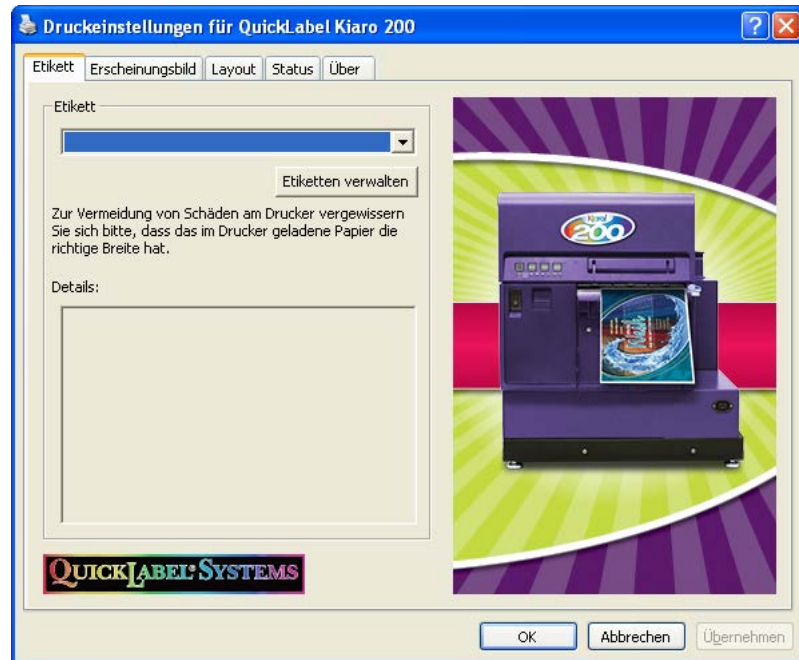 Druckeinstellungen für QuickLabel Kiaro 200
Etikett Erscheinungsbild Layout Status Über
Etikett
Etiketten verwalten
Zur Vermeidung von Schäden am Drucker vergewissern
Sie sich bitte, dass das im Drucker geladene Papier die
richtige Breite hat.
Details:
Kiaro!
200
QUICKLABEL® SYSTEMS
OK Abbrechen Übernehmen